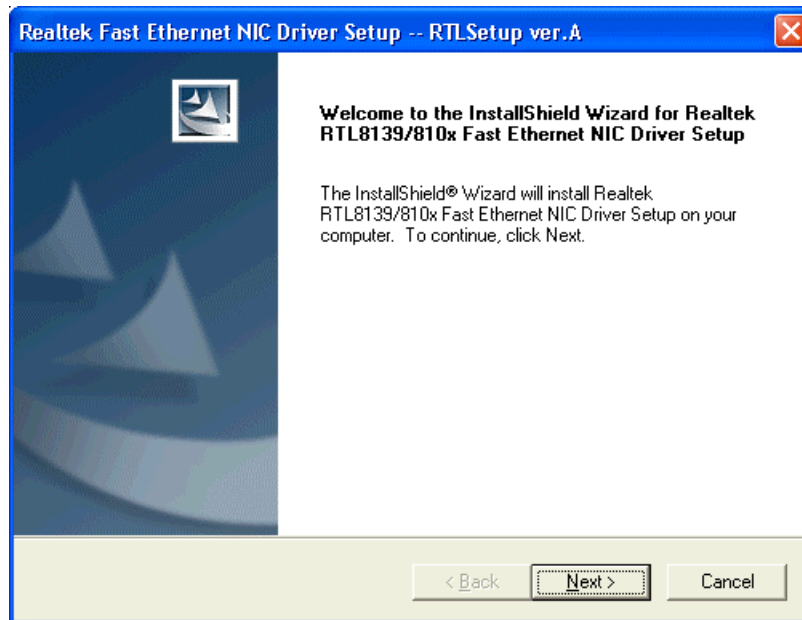 Realtek Fast Ethernet NIC Driver Setup -- RTLSetup ver.A
Welcome to the InstallShield Wizard for Realtek
RTL8139/810x Fast Ethernet NIC Driver Setup
The InstallShield® Wizard will install Realtek
RTL8139/810x Fast Ethernet NIC Driver Setup on your
computer. To continue, click Next.
< Back
Next >
Cancel